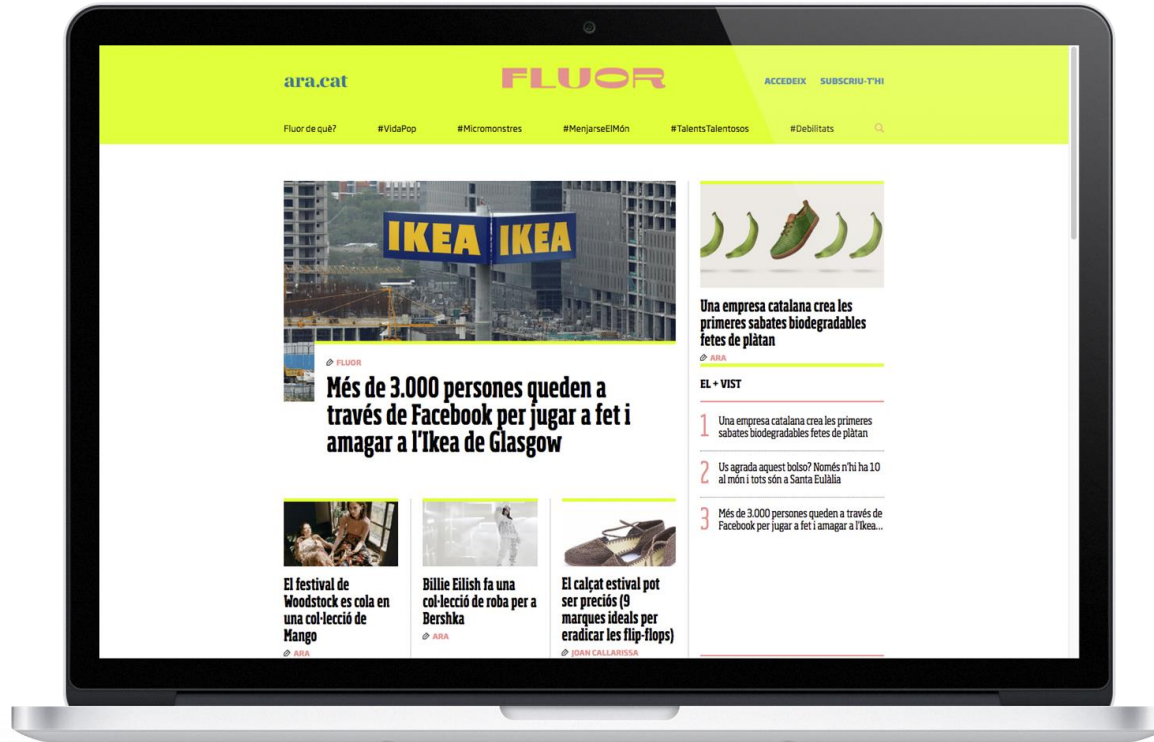 ara.cat
FLUOR
ACCEDEIX SUBSCRIU-T'HI
Fluor de què? #VidaPop #Micromonstres #MenjarseElMón #TalentsTalentosos #Debilitats
IKEA IKEA
FLUOR
Més de 3.000 persones queden a
través de Facebook per jugar a fet i
amagar a l'Ikea de Glasgow
El festival de
Woodstock es cola en
una col·lecció de
Mango
ARA
Billie Eilish fa una
col·lecció de roba per a
Bershka
ARA
El calçat estival pot
ser preciós (9
marques ideals per
eradicar les flip-flops)
JOAN CALLARISSA
Una empresa catalana crea les
primeres sabates biodegradables
fetes de plàtan
ARA
EL + VIST
1 Una empresa catalana crea les primeres
sabates biodegradables fetes de plàtan
2 Us agrada aquest bolso? Només n'hi ha 10
al món i tots són a Santa Eulàlia
3 Més de 3.000 persones queden a través de
Facebook per jugar a fet i amagar a l'Ikea...